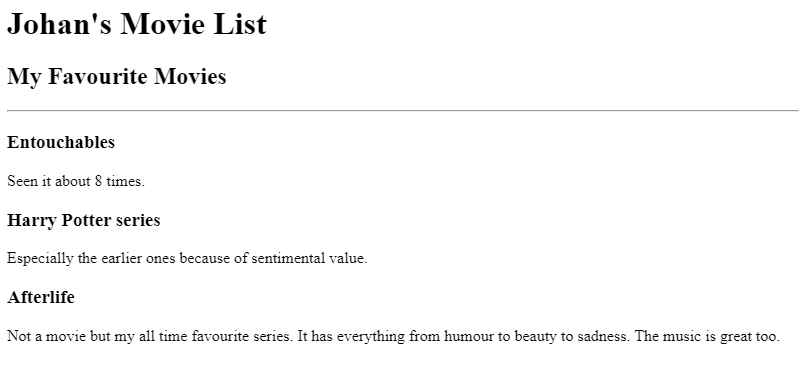 Johan's Movie List
My Favourite Movies
Entouchables
Seen it about 8 times.
Harry Potter series
Especially the earlier ones because of sentimental value.
Afterlife
Not a movie but my all time favourite series. It has everything from humour to beauty to sadness. The music is great too.